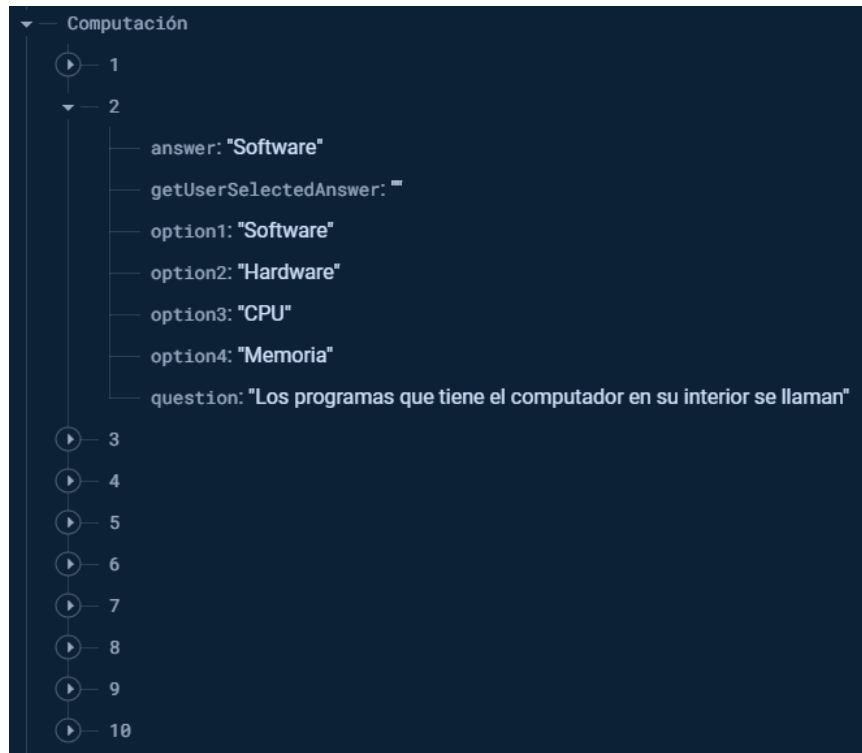 Computación
1
2
answer: "Software"
getUserSelectedAnswer: ""
option1: "Software"
option2: "Hardware"
option3: "CPU"
option4: "Memoria"
question: "Los programas que tiene el computador en su interior se llaman"
3
4
5
6
7
8
9
10